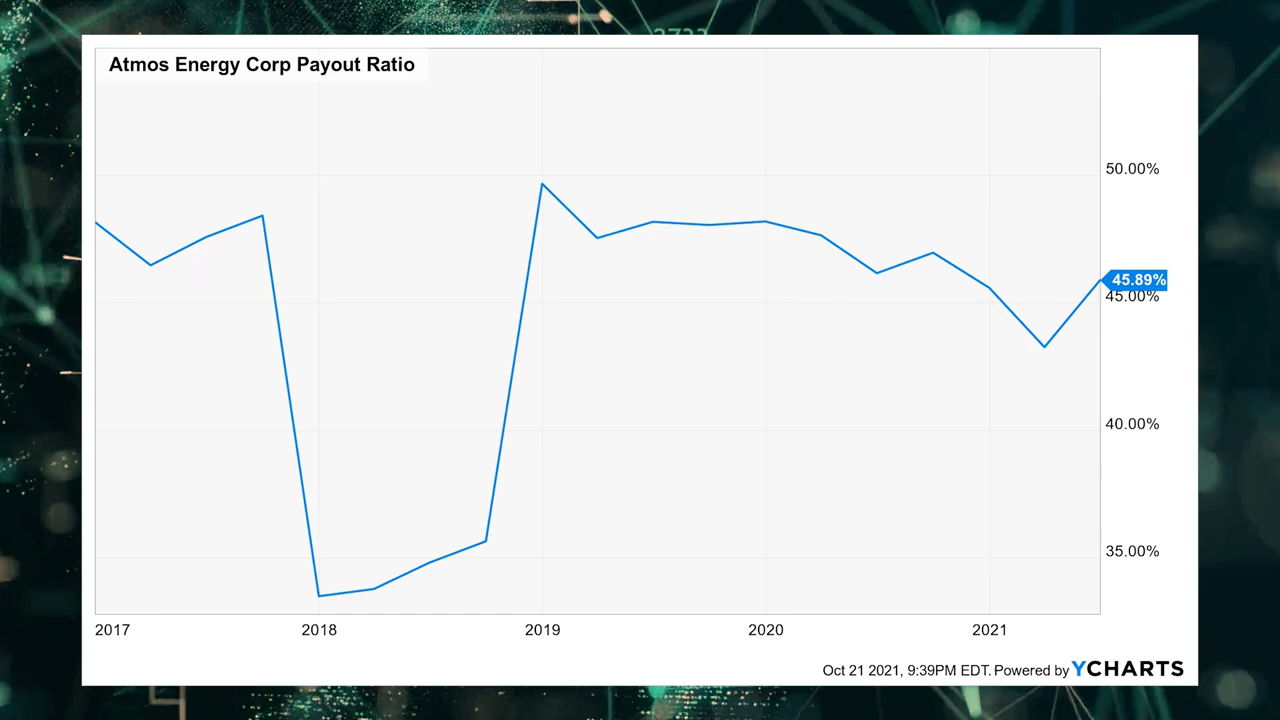 Atmos Energy Corp Payout Ratio
50.00%
45.89%
45.00%
40.00%
35.00%
2017 2018 2019 2020 2021
Oct 21 2021, 9:39PM EDT. Powered by YCHARTS